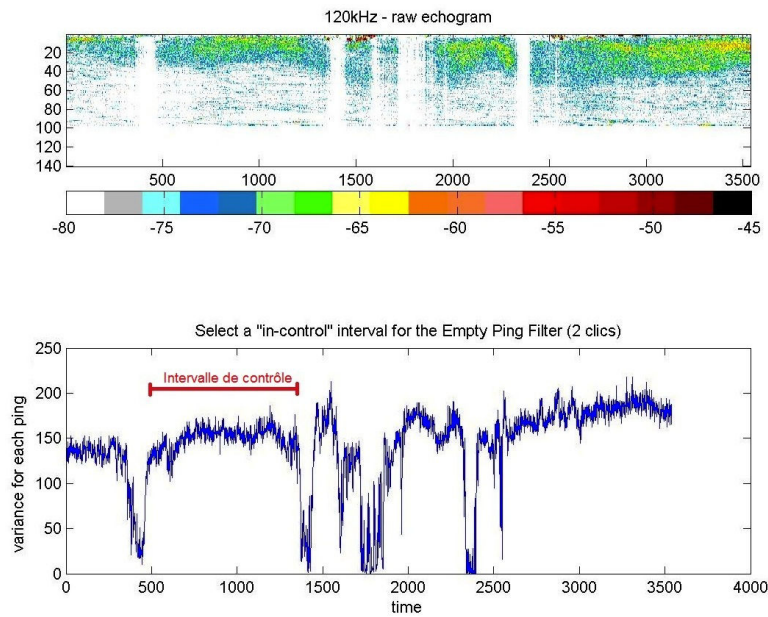 120kHz - raw echogram
20
40
60
80
100
120
140
500 1000 1500 2000 2500 3000 3500
-80 -75 -70 -65 -60 -55 -50 -45
Select a "in-control" interval for the Empty Ping Filter (2 clics)
250
200
150
100
50
0
Intervalle de contrôle
variance for each ping
0 500 1000 1500 2000 2500 3000 3500 4000
time